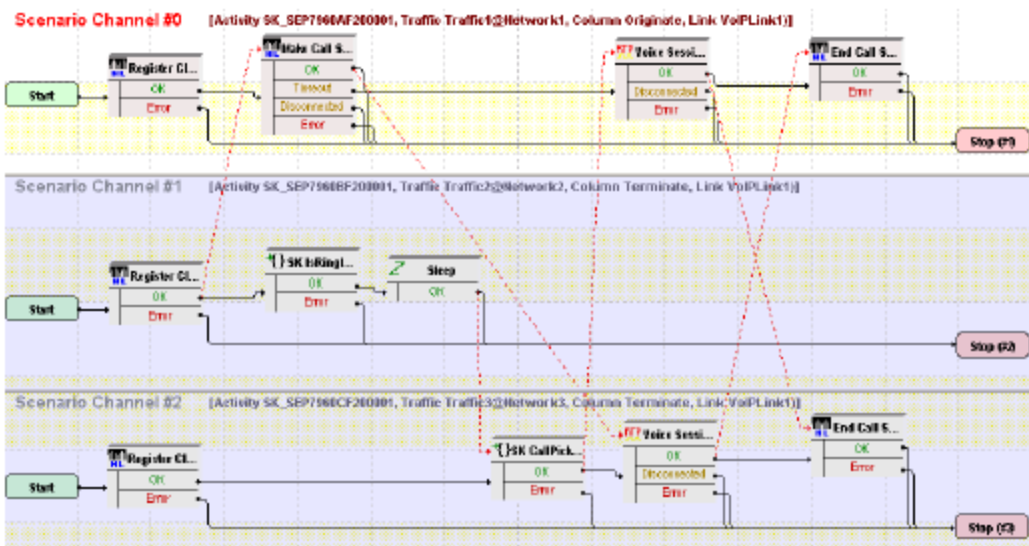 Scenario Channel #0 [Activity SK_SEP7960AF200001, Traffic Traffic1@Network1, Column Originate, Link VoIPLink1)]
Make Call S...
Voice Sessi...
End Call S...
Register Cl...
OK
OK
OK
OK
Timeout
Disconnected
Error
Start
Error
Disconnected
Error
Error
Stop (#1)
Scenario Channel #1 [Activity SK_SEP7960BF200001, Traffic Traffic2@Network2, Column Terminate, Link VoIPLink1)]
Register Cl...
SK IsRingI...
Sleep
OK
OK
OK
Start
Error
Error
Stop (#2)
Scenario Channel #2 [Activity SK_SEP7960CF200001, Traffic Traffic3@Network3, Column Terminate, Link VoIPLink1)]
Register Cl...
SK CallPick...
Voice Sessi...
End Call S...
OK
OK
OK
OK
Start
Error
Error
Disconnected
Error
Error
Stop (#3)